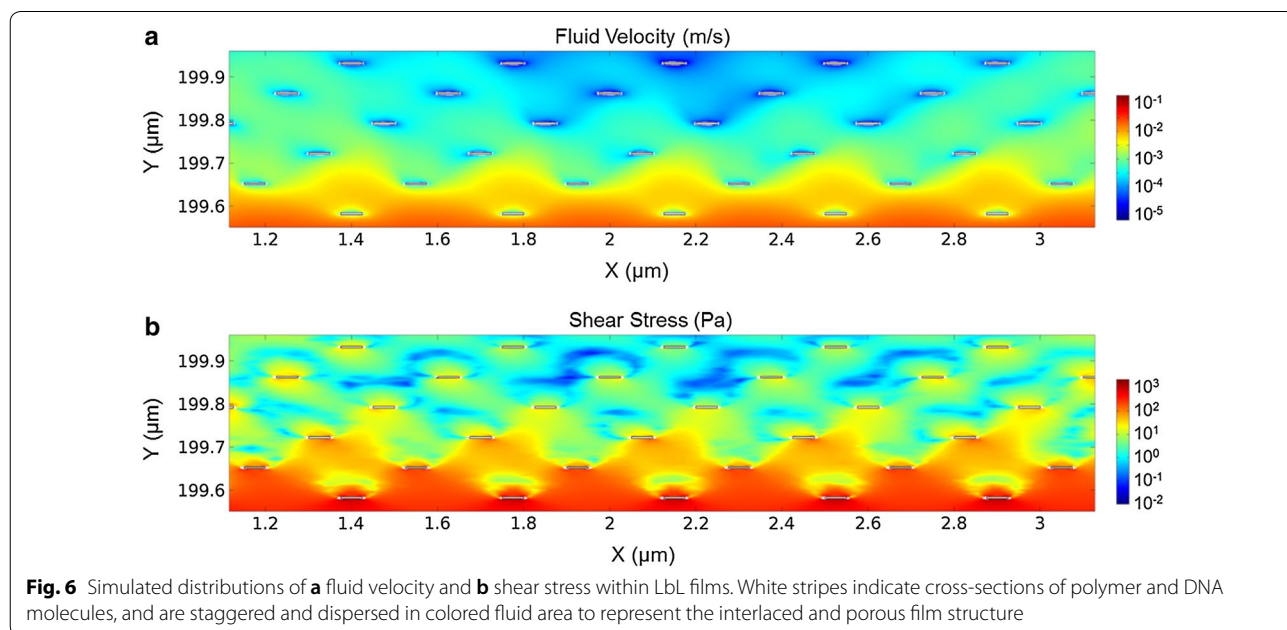 a
Fluid Velocity (m/s)
199.9
199.8
199.7
199.6
Y (µm)
1.2 1.4 1.6 1.8 2 2.2 2.4 2.6 2.8 3
X (µm)
10-1
10-2
10-3
10-4
10-5
b
Shear Stress (Pa)
199.9
199.8
199.7
199.6
Y (µm)
1.2 1.4 1.6 1.8 2 2.2 2.4 2.6 2.8 3
X (µm)
103
102
101
100
10-1
10-2
Fig. 6 Simulated distributions of a fluid velocity and b shear stress within LbL films. White stripes indicate cross-sections of polymer and DNA
molecules, and are staggered and dispersed in colored fluid area to represent the interlaced and porous film structure